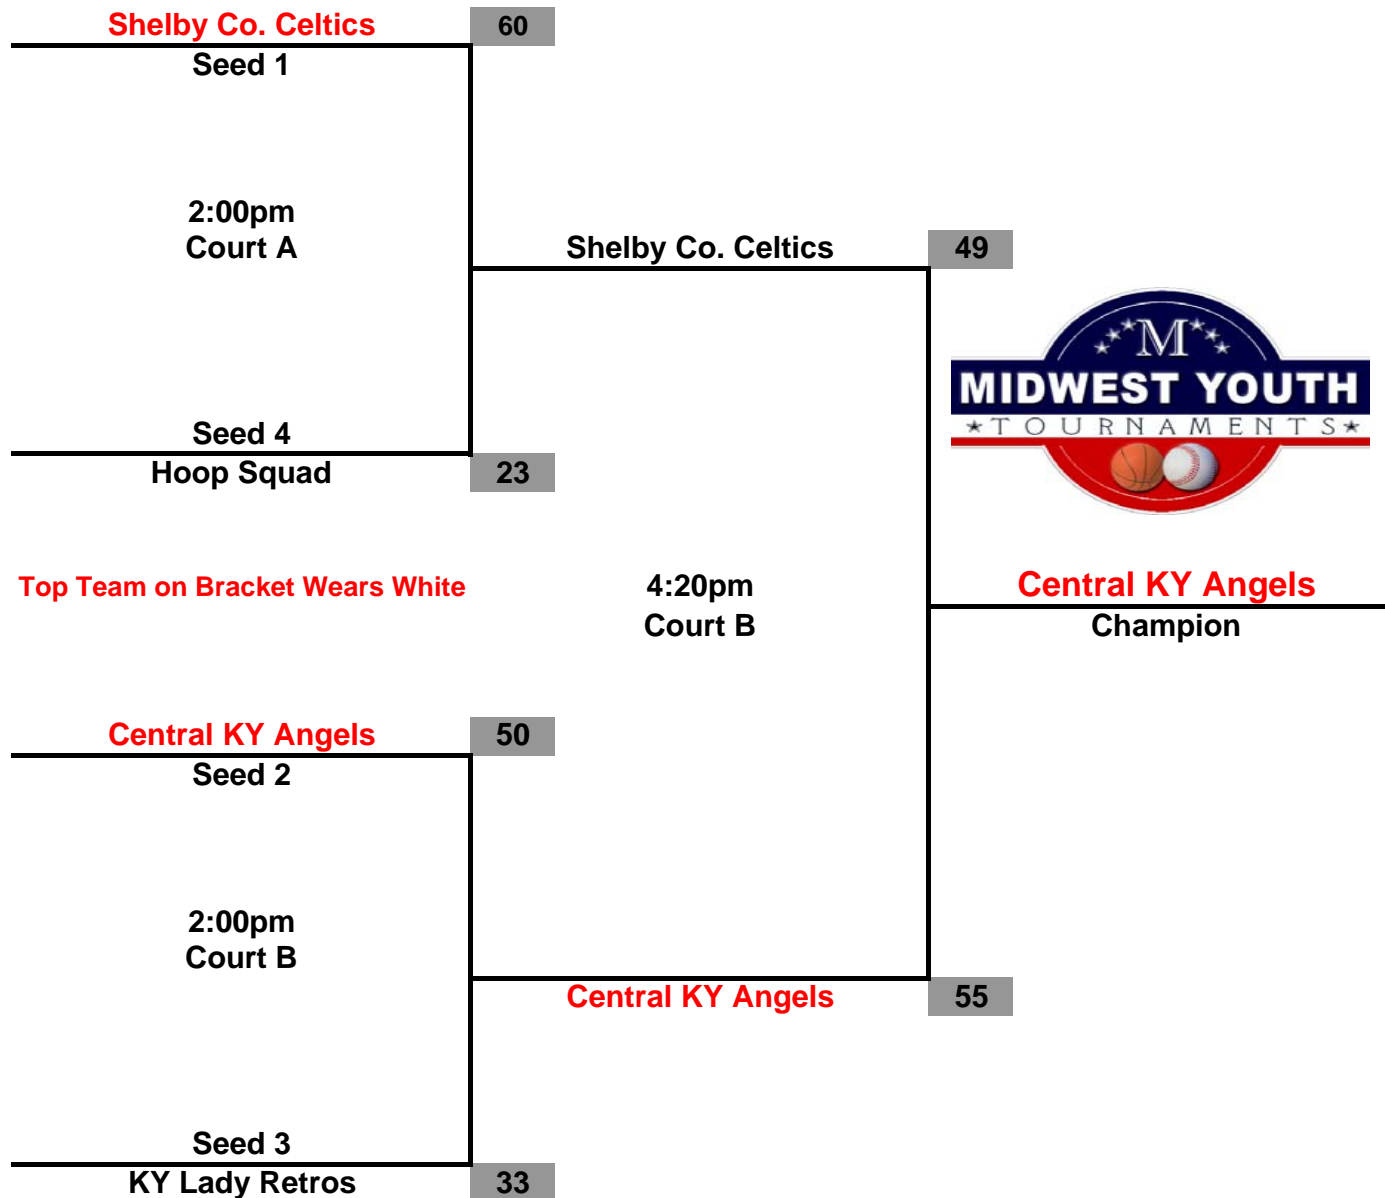 Shelby Co. Celtics 60
Seed 1
2:00pm
Court A
Shelby Co. Celtics 49
M
MIDWEST YOUTH
TOURNAMENTS
Seed 4
Hoop Squad 23
Top Team on Bracket Wears White
4:20pm
Court B
Central KY Angels
Champion
Central KY Angels 50
Seed 2
2:00pm
Court B
Central KY Angels 55
Seed 3
KY Lady Retros 33